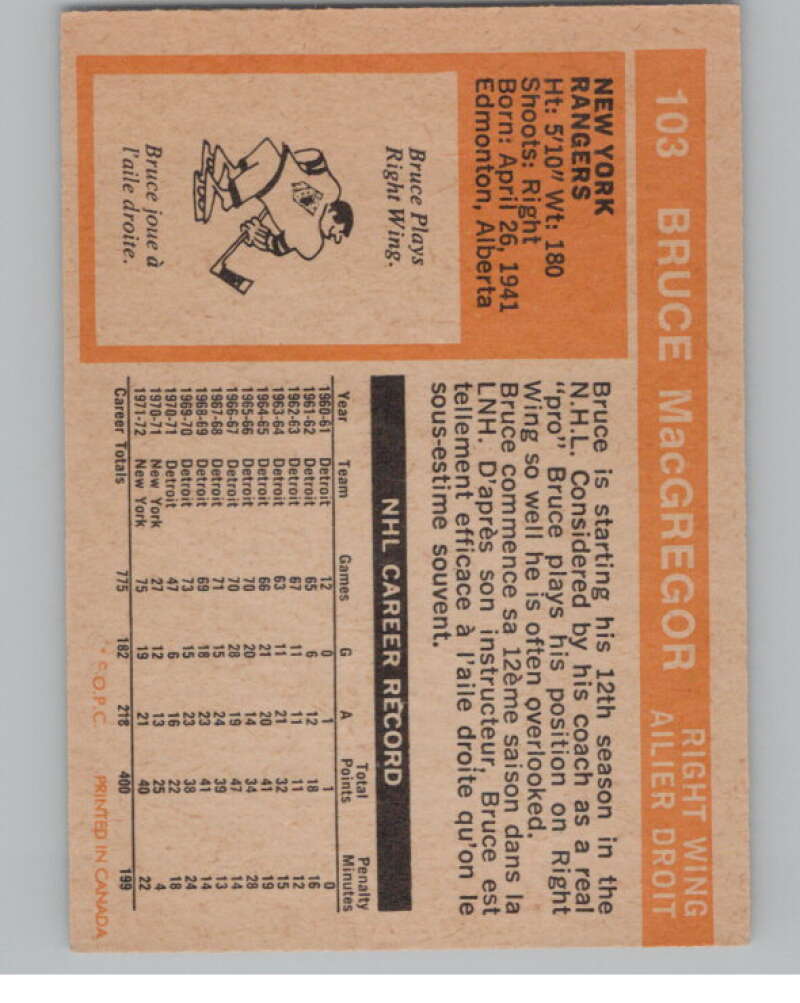 103 BRUCE MacGREGOR
RIGHT WING
AILIER DROIT
NEW YORK
RANGERS
Ht: 5'10" Wt: 180
Shoots: Right
Born: April 26, 1941
Edmonton, Alberta
Bruce Plays
Right Wing.
Bruce joue à
l'aile droite.
Bruce is starting his 12th season in the
N.H.L. Considered by his coach as a real
"pro" Bruce plays his position on Right
Wing so well he is often overlooked.
Bruce commence sa 12ème saison dans la
LNH. D'après son instructeur, Bruce est
tellement efficace à l'aile droite qu'on le
sous-estime souvent.
NHL CAREER RECORD
Year Team Games G A Total Points Penalty Minutes
1960-61 Detroit 12 0 1 1 0
1961-62 Detroit 65 6 12 18 16
1962-63 Detroit 67 11 11 11 12
1963-64 Detroit 63 11 21 32 15
1964-65 Detroit 66 21 20 41 19
1965-66 Detroit 70 20 14 34 28
1966-67 Detroit 70 28 19 47 14
1967-68 Detroit 71 15 24 39 13
1968-69 Detroit 69 18 23 41 14
1969-70 Detroit 73 15 23 38 24
1970-71 Detroit 47 6 16 22 18
1970-71 New York 27 12 13 25 4
1971-72 New York 75 19 21 40 22
Career Totals 775 182 218 400 199
* © O.P.C. PRINTED IN CANADA